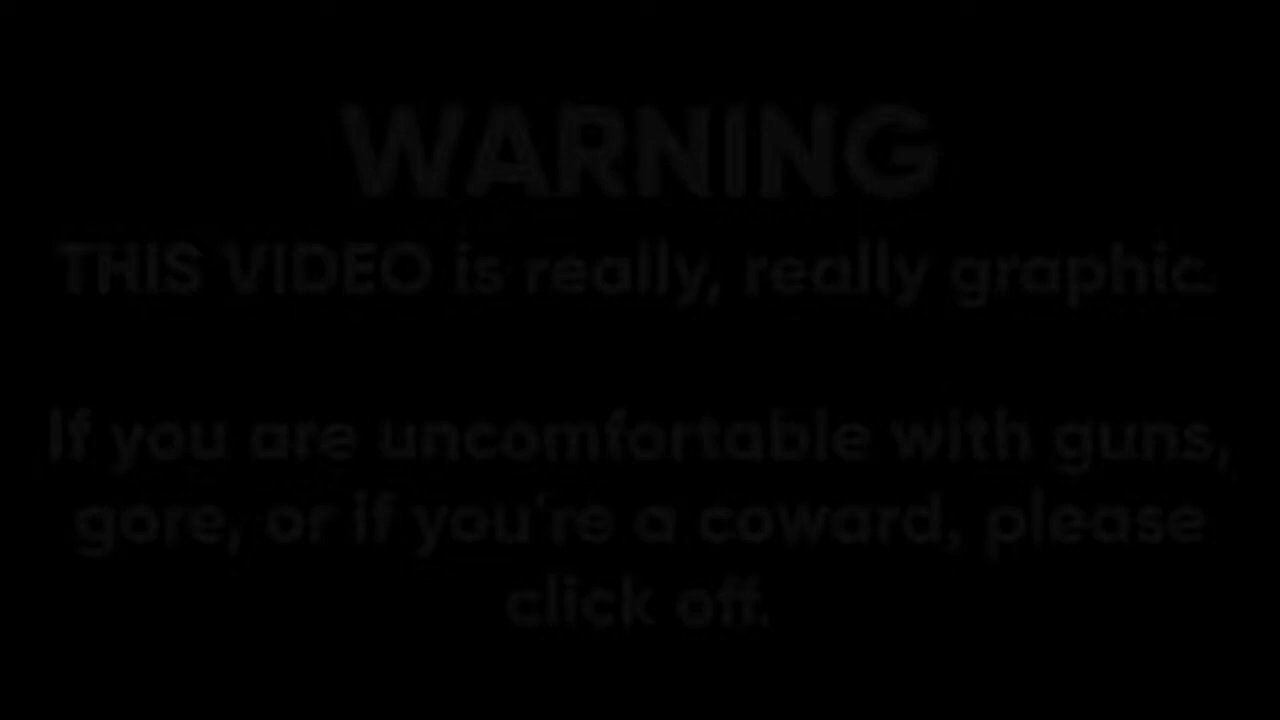 WARNING
THIS VIDEO is really, really graphic.
If you are uncomfortable with guns,
gore, or if you're a coward, please
click off.